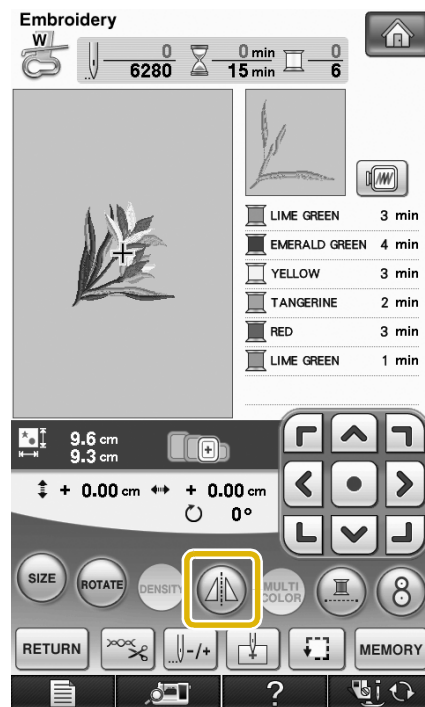 Embroidery
W
0 0 min 0
6280 15 min 6
LIME GREEN 3 min
EMERALD GREEN 4 min
YELLOW 3 min
TANGERINE 2 min
RED 3 min
LIME GREEN 1 min
9.6 cm
9.3 cm
+ 0.00 cm + 0.00 cm
0°
SIZE
ROTATE
DENSITY
MULTI
COLOR
8
RETURN
-/+
MEMORY
?